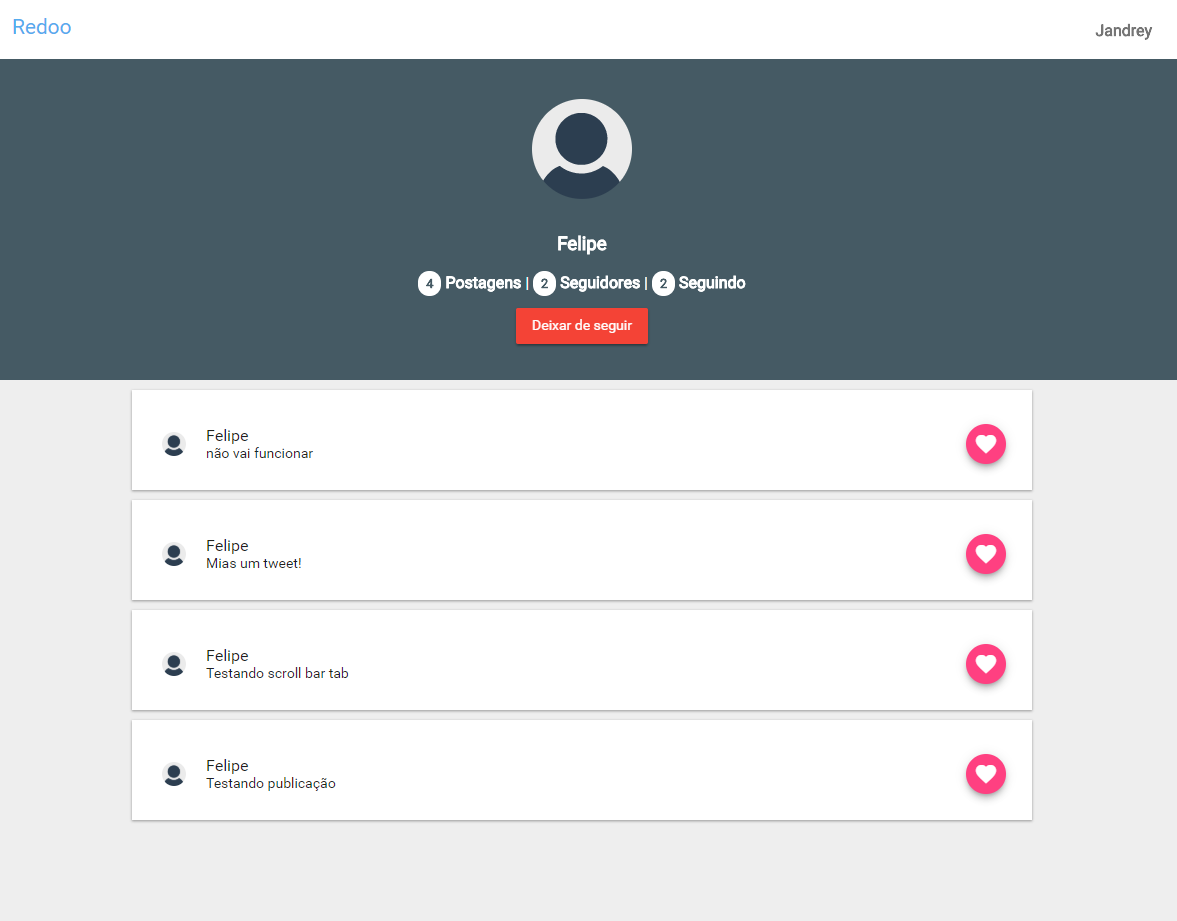 Redoo
Jandrey
Felipe
4 Postagens | 2 Seguidores | 2 Seguindo
Deixar de seguir
Felipe
não vai funcionar
Felipe
Mias um tweet!
Felipe
Testando scroll bar tab
Felipe
Testando publicação